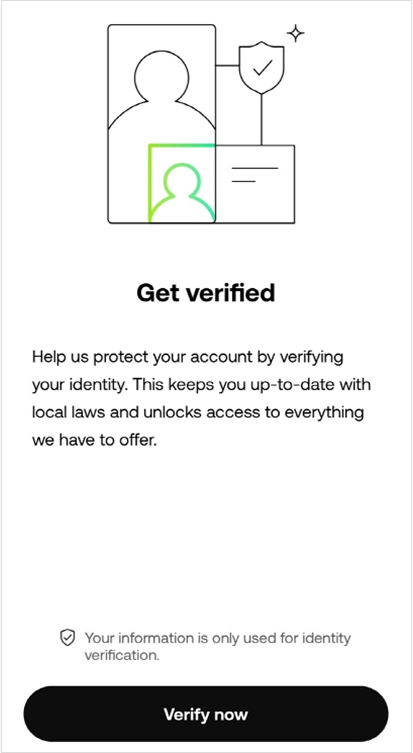 Get verified
Help us protect your account by verifying
your identity. This keeps you up-to-date with
local laws and unlocks access to everything
we have to offer.
Your information is only used for identity
verification.
Verify now